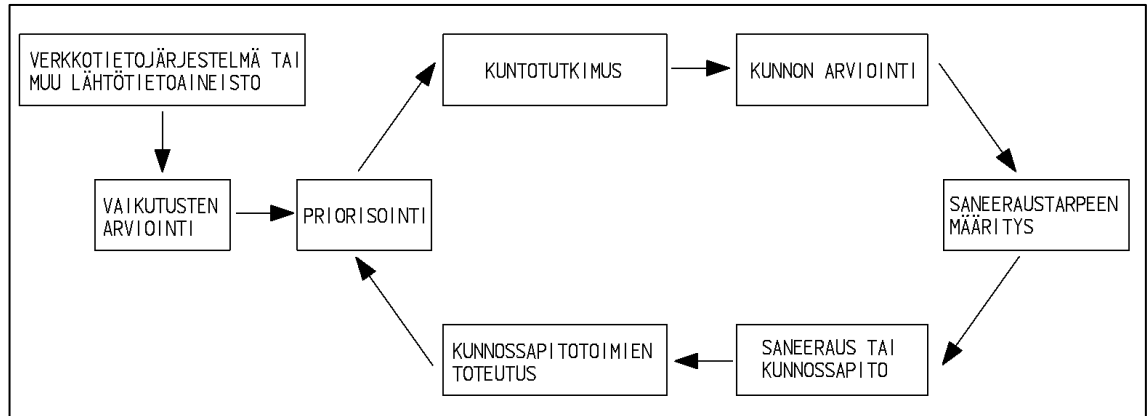 VERKKOTIETOJÄRJESTELMÄ TAI
MUU LÄHTÖTIETOAINEISTO
KUNTOTUTKIMUS
KUNNON ARVIOINTI
VAIKUTUSTEN
ARVIOINTI
PRIORISOINTI
SANEERAUSTARPEEN
MÄÄRITYS
KUNNOSSAPITOTOIMIEN
TOTEUTUS
SANEERAUS TAI
KUNNOSSAPITO